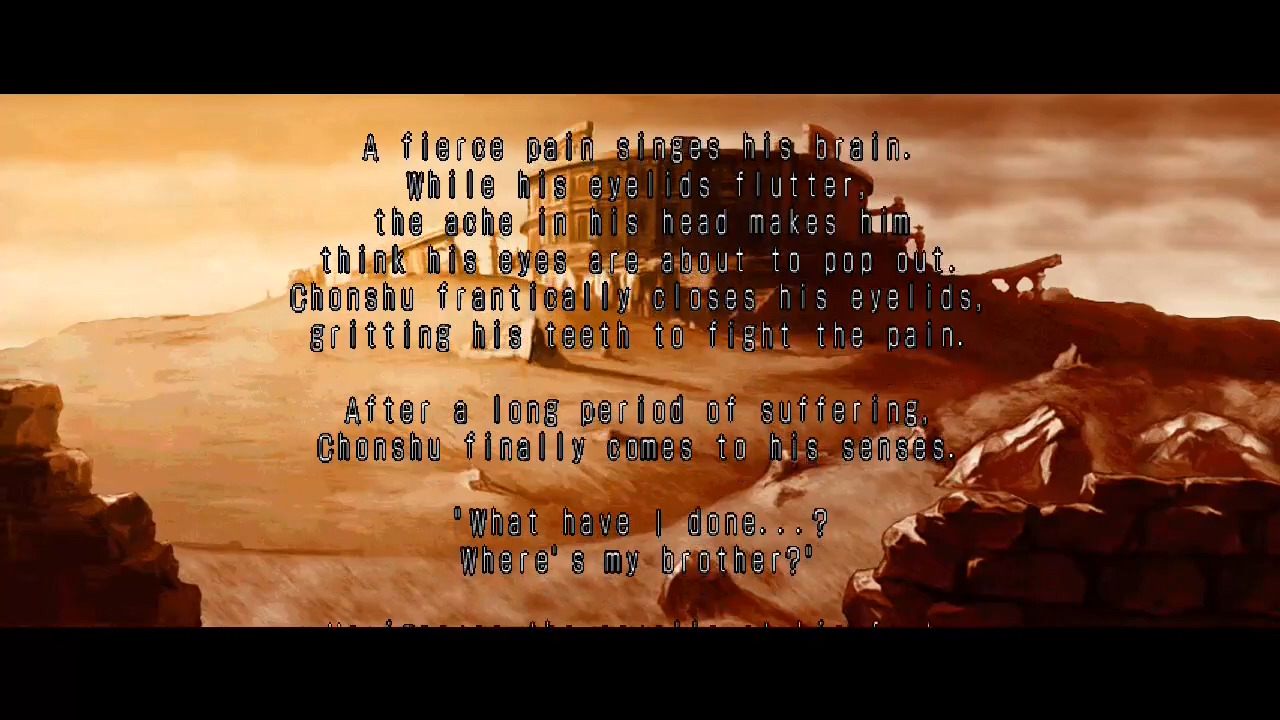 A fierce pain singes his brain.
While his eyelids flutter,
the ache in his head makes him
think his eyes are about to pop out.
Chonshu frantically closes his eyelids,
gritting his teeth to fight the pain.
After a long period of suffering,
Chonshu finally comes to his senses.
"What have I done...?
Where's my brother?"